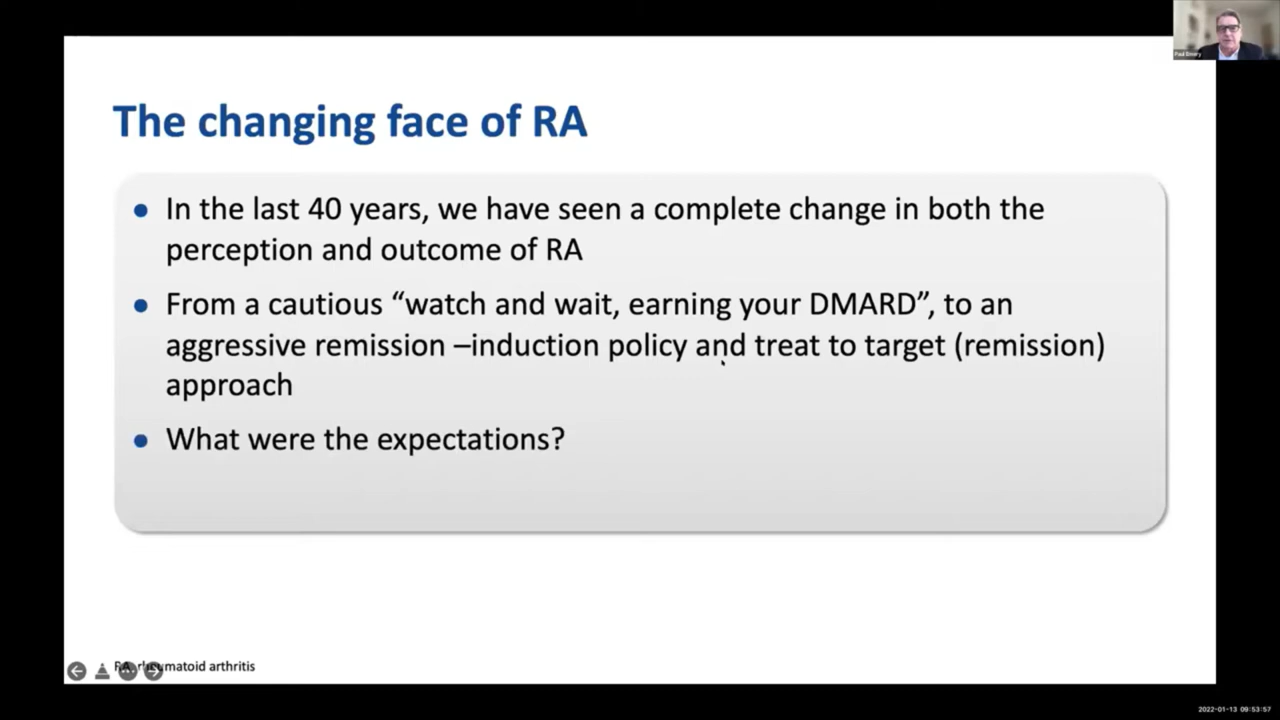 The changing face of RA
In the last 40 years, we have seen a complete change in both the
perception and outcome of RA
From a cautious “watch and wait, earning your DMARD”, to an
aggressive remission –induction policy and treat to target (remission)
approach
What were the expectations?
RA, rheumatoid arthritis
Paul Emery
2022-01-13 09:53:57